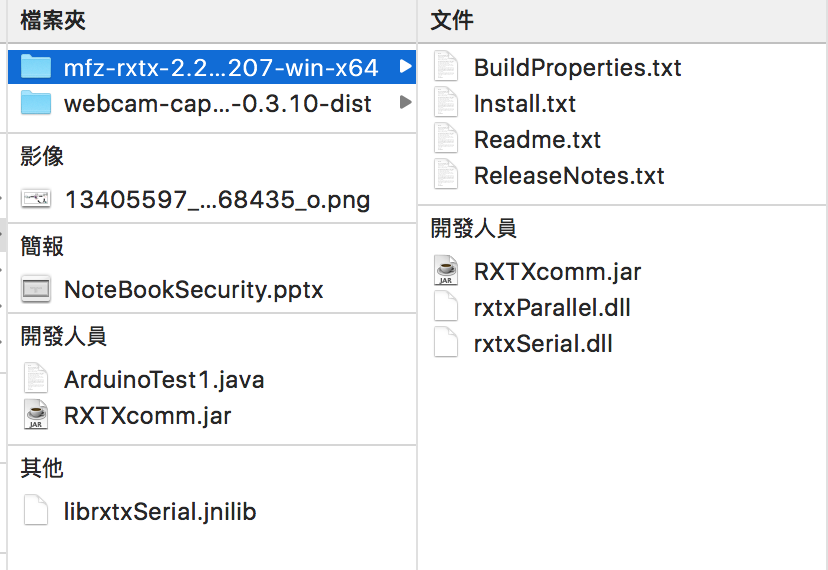 檔案夾
mfz-rxtx-2.2...207-win-x64
webcam-cap...-0.3.10-dist
影像
13405597_...68435_o.png
簡報
NoteBookSecurity.pptx
開發人員
ArduinoTest1.java
JAR
RXTXcomm.jar
其他
librxtxSerial.jnilib
文件
BuildProperties.txt
Install.txt
Readme.txt
ReleaseNotes.txt
開發人員
JAR
RXTXcomm.jar
rxtxParallel.dll
rxtxSerial.dll